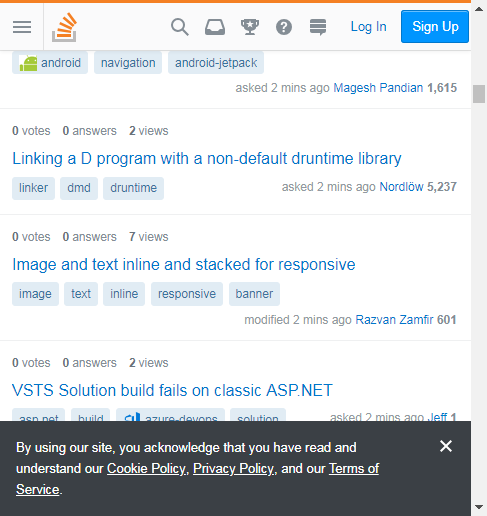 Log In Sign Up
android navigation android-jetpack
asked 2 mins ago Magesh Pandian 1,615
0 votes 0 answers 2 views
Linking a D program with a non-default druntime library
linker dmd druntime asked 2 mins ago Nordlöw 5,237
0 votes 0 answers 7 views
Image and text inline and stacked for responsive
image text inline responsive banner
modified 2 mins ago Razvan Zamfir 601
0 votes 0 answers 2 views
VSTS Solution build fails on classic ASP.NET
asp.net build azure-devops solution asked 2 mins ago Jeff 1
By using our site, you acknowledge that you have read and
understand our Cookie Policy, Privacy Policy, and our Terms of
Service.